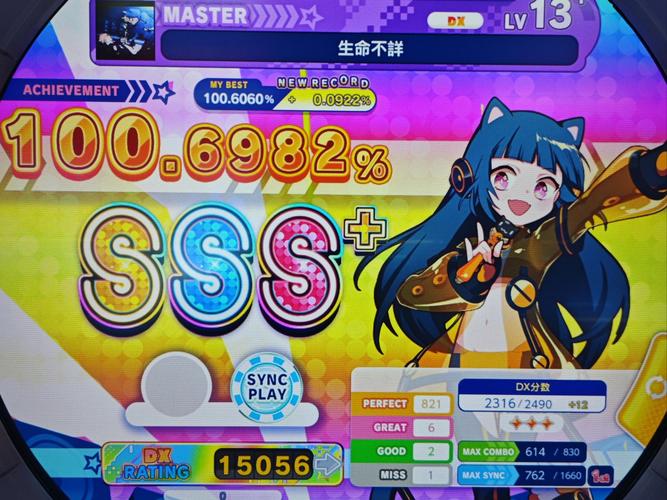 MASTER
DX
LV 13
生命不詳
ACHIEVEMENT
MY BEST
NEW RECORD
100.6060% + 0.0922%
100.6982%
SSS+
SYNC PLAY
DX RATING
15056
PERFECT 821
GREAT 6
GOOD 2
MISS 1
DX分数
2316/2490 +12
MAX COMBO 614 / 830
MAX SYNC 762 / 1660